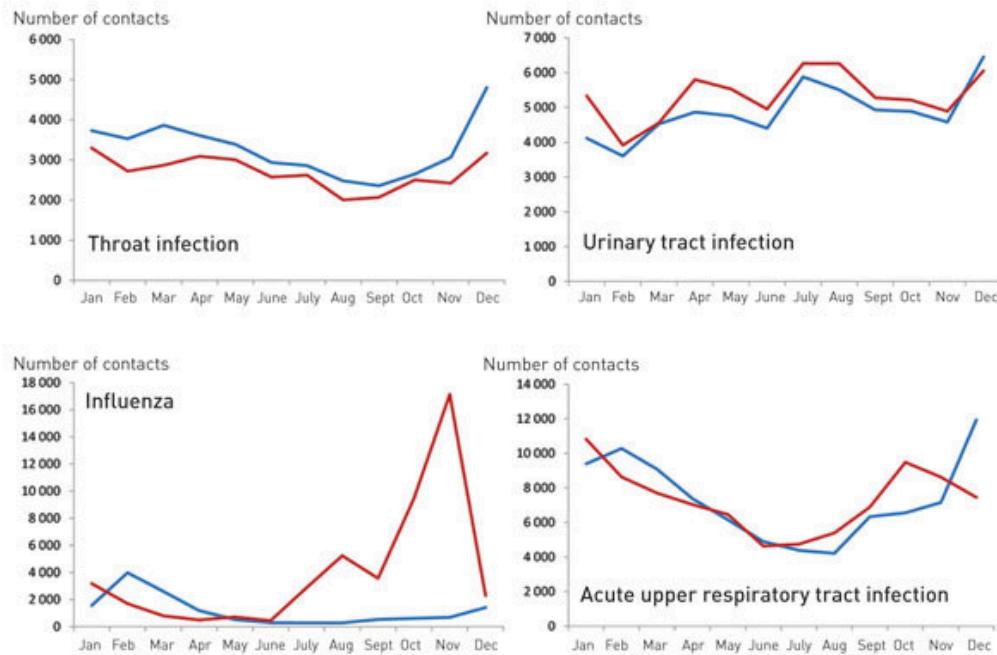 Number of contacts
6 000
5 000
4 000
3 000
2 000
1 000
0
Throat infection
Jan Feb Mar Apr May June July Aug Sept Oct Nov Dec
Number of contacts
7 000
6 000
5 000
4 000
3 000
2 000
1 000
0
Urinary tract infection
Jan Feb Mar Apr May June July Aug Sept Oct Nov Dec
Number of contacts
18 000
16 000
14 000
12 000
10 000
8 000
6 000
4 000
2 000
0
Influenza
Jan Feb Mar Apr May June July Aug Sept Oct Nov Dec
Number of contacts
14 000
12 000
10 000
8 000
6 000
4 000
2 000
0
Acute upper respiratory tract infection
Jan Feb Mar Apr May June July Aug Sept Oct Nov Dec